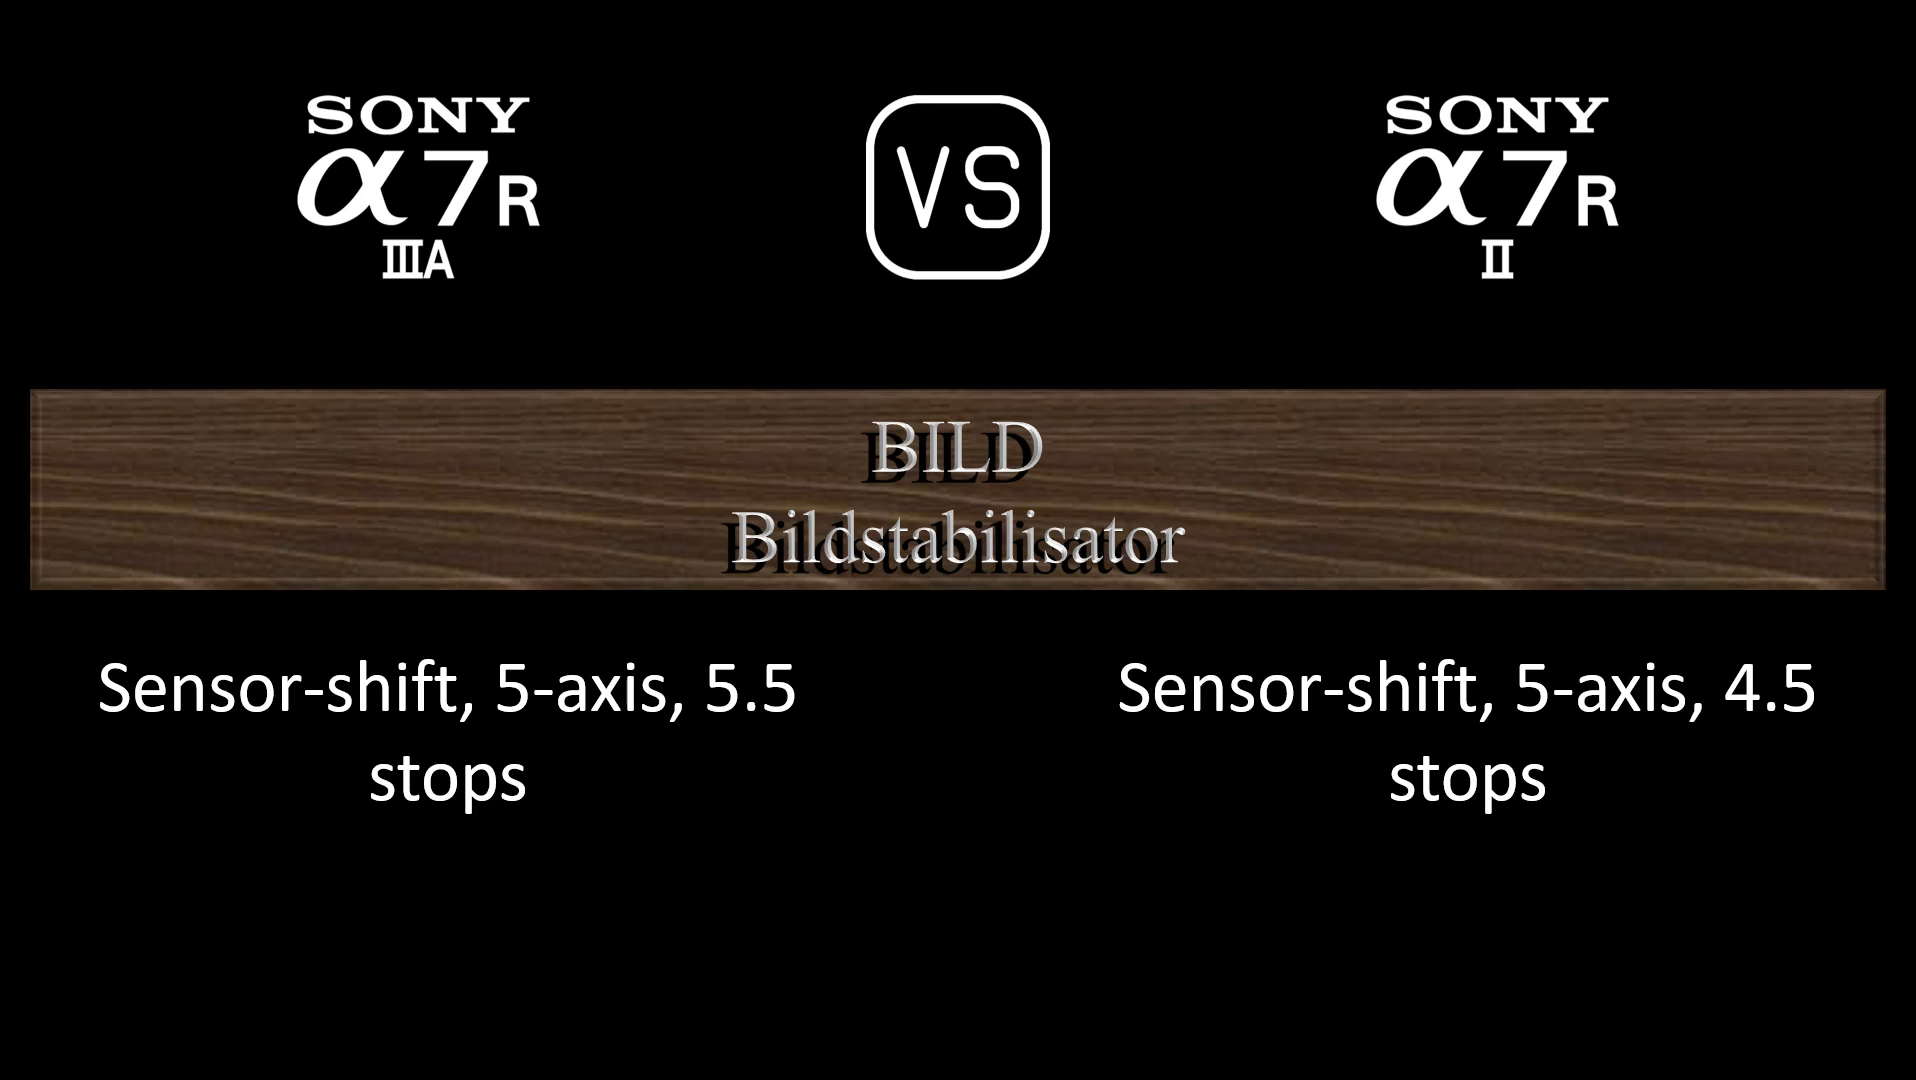 SONY
α7R
IIIA
VS
SONY
α7R
II
BILD
Bildstabilisator
Sensor-shift, 5-axis, 5.5
stops
Sensor-shift, 5-axis, 4.5
stops